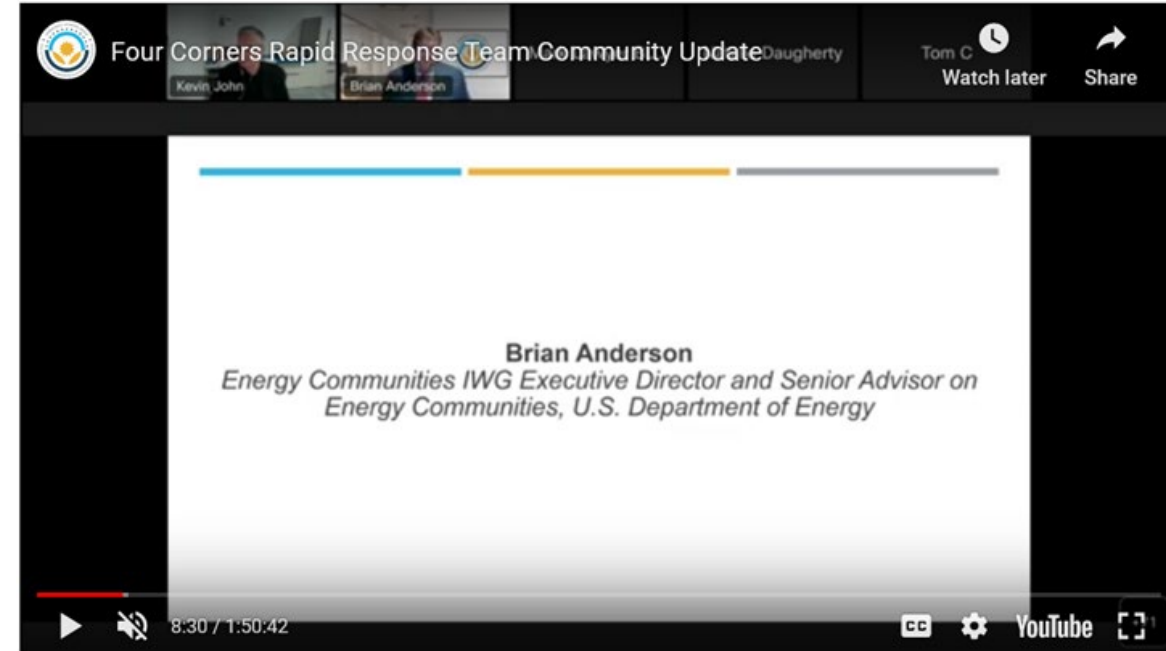 Four Corners Rapid Response Team Community Update
Daugherty
Tom C
Watch later
Share
Kevin John
Brian Anderson
Brian Anderson
Energy Communities IWG Executive Director and Senior Advisor on
Energy Communities, U.S. Department of Energy
8:30 / 1:50:42
CC
YouTube